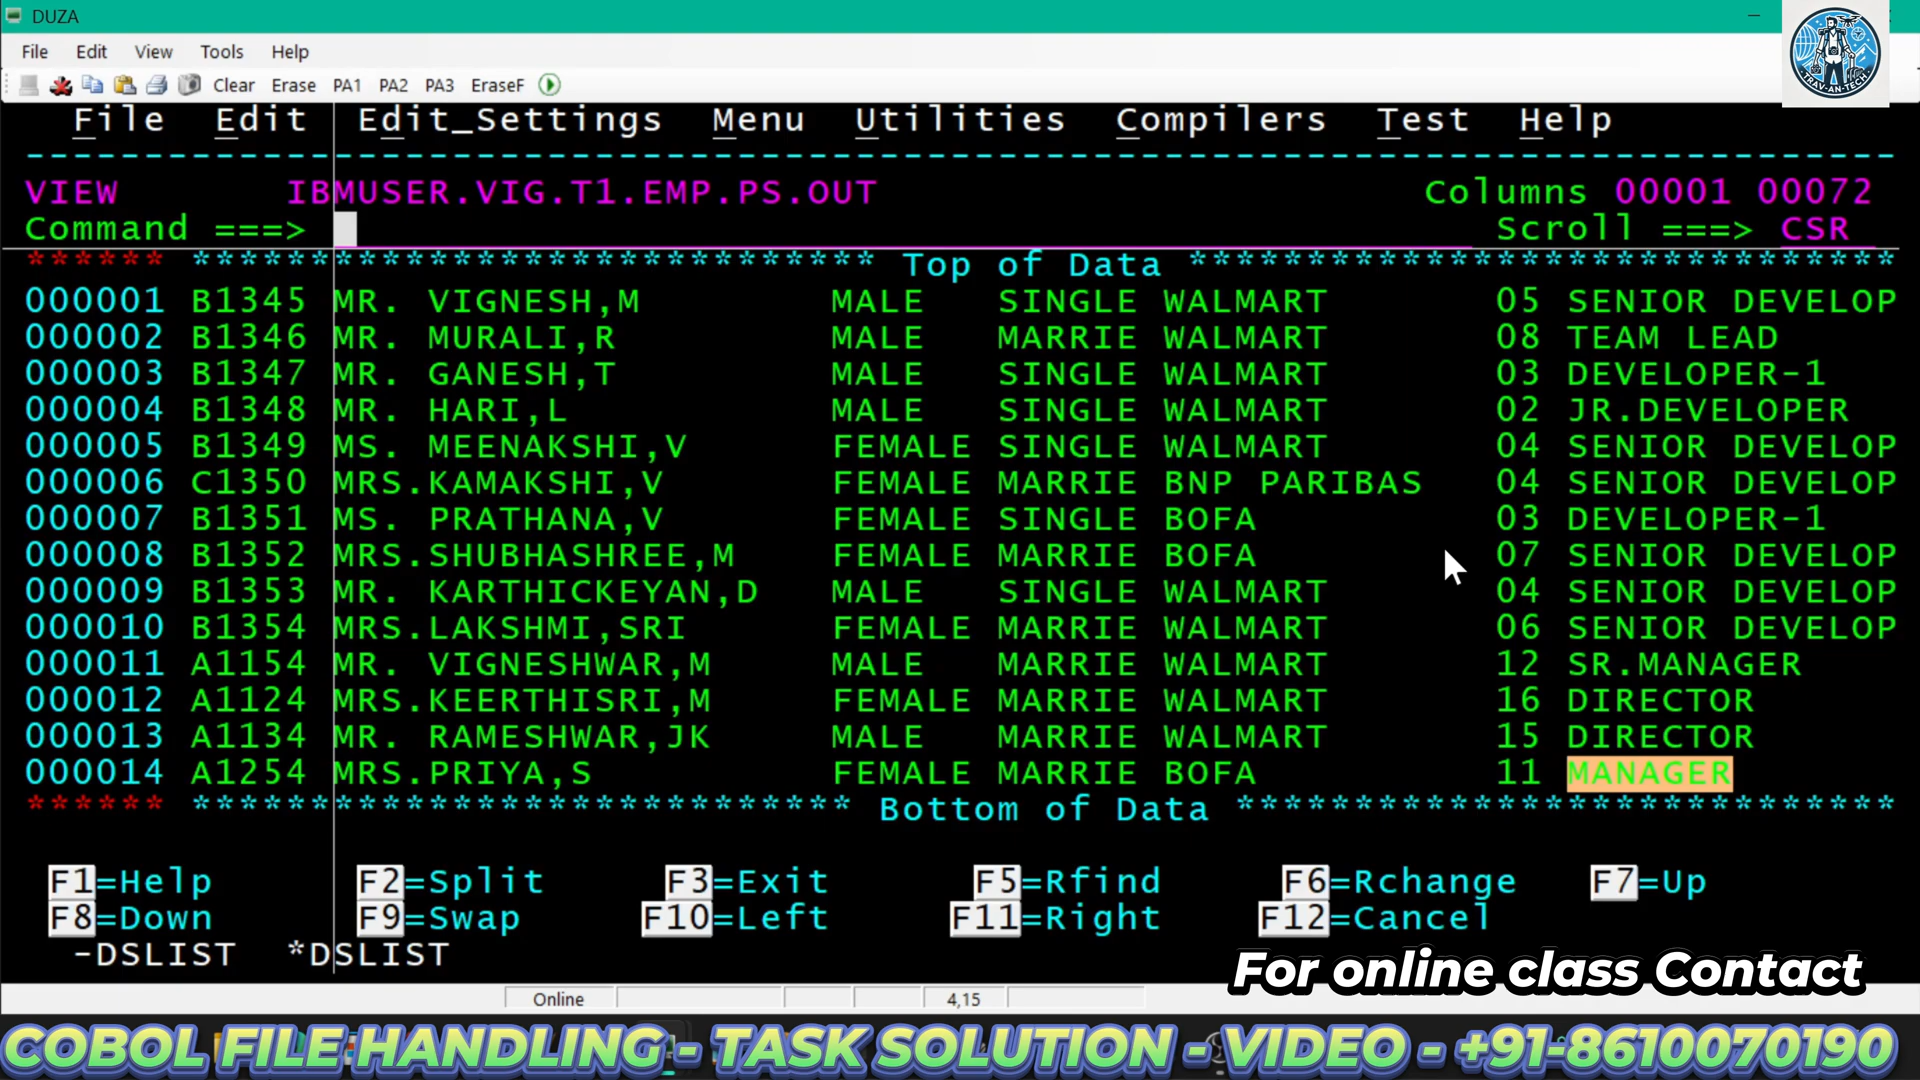 DUZA
File Edit View Tools Help
Clear Erase PA1 PA2 PA3 EraseF
TRAV-AN-TECH
File Edit Edit_Settings Menu Utilities Compilers Test Help
VIEW IBMUSER.VIG.T1.EMP.PS.OUT Columns 00001 00072
Command ===> Scroll ===> CSR
****** ***************************** Top of Data ******************************
000001 B1345 MR. VIGNESH,M MALE SINGLE WALMART 05 SENIOR DEVELOP
000002 B1346 MR. MURALI,R MALE MARRIE WALMART 08 TEAM LEAD
000003 B1347 MR. GANESH,T MALE SINGLE WALMART 03 DEVELOPER-1
000004 B1348 MR. HARI,L MALE SINGLE WALMART 02 JR.DEVELOPER
000005 B1349 MS. MEENAKSHI,V FEMALE SINGLE WALMART 04 SENIOR DEVELOP
000006 C1350 MRS.KAMAKSHI,V FEMALE MARRIE BNP PARIBAS 04 SENIOR DEVELOP
000007 B1351 MS. PRATHANA,V FEMALE SINGLE BOFA 03 DEVELOPER-1
000008 B1352 MRS.SHUBHASHREE,M FEMALE MARRIE BOFA 07 SENIOR DEVELOP
000009 B1353 MR. KARTHICKEYAN,D MALE SINGLE WALMART 04 SENIOR DEVELOP
000010 B1354 MRS.LAKSHMI,SRI FEMALE MARRIE WALMART 06 SENIOR DEVELOP
000011 A1154 MR. VIGNESHWAR,M MALE MARRIE WALMART 12 SR.MANAGER
000012 A1124 MRS.KEERTHISRI,M FEMALE MARRIE WALMART 16 DIRECTOR
000013 A1134 MR. RAMESHWAR,JK MALE MARRIE WALMART 15 DIRECTOR
000014 A1254 MRS.PRIYA,S FEMALE MARRIE BOFA 11 MANAGER
****** **************************** Bottom of Data ****************************
F1=Help F2=Split F3=Exit F5=Rfind F6=Rchange F7=Up
F8=Down F9=Swap F10=Left F11=Right F12=Cancel
-DSLIST *DSLIST
For online class Contact
Online 4,15
COBOL FILE HANDLING - TASK SOLUTION - VIDEO - +91-8610070190